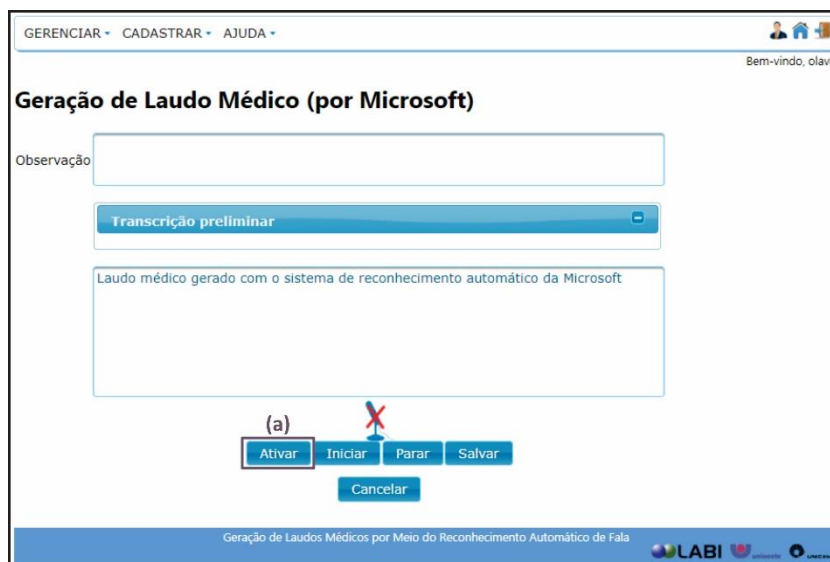 GERENCIAR CADASTRAR AJUDA
Bem-vindo, olav
Geração de Laudo Médico (por Microsoft)
Observação
Transcrição preliminar
Laudo médico gerado com o sistema de reconhecimento automático da Microsoft
(a)
Ativar Iniciar Parar Salvar
Cancelar
Geração de Laudos Médicos por Meio do Reconhecimento Automático de Fala
LABI unioeste